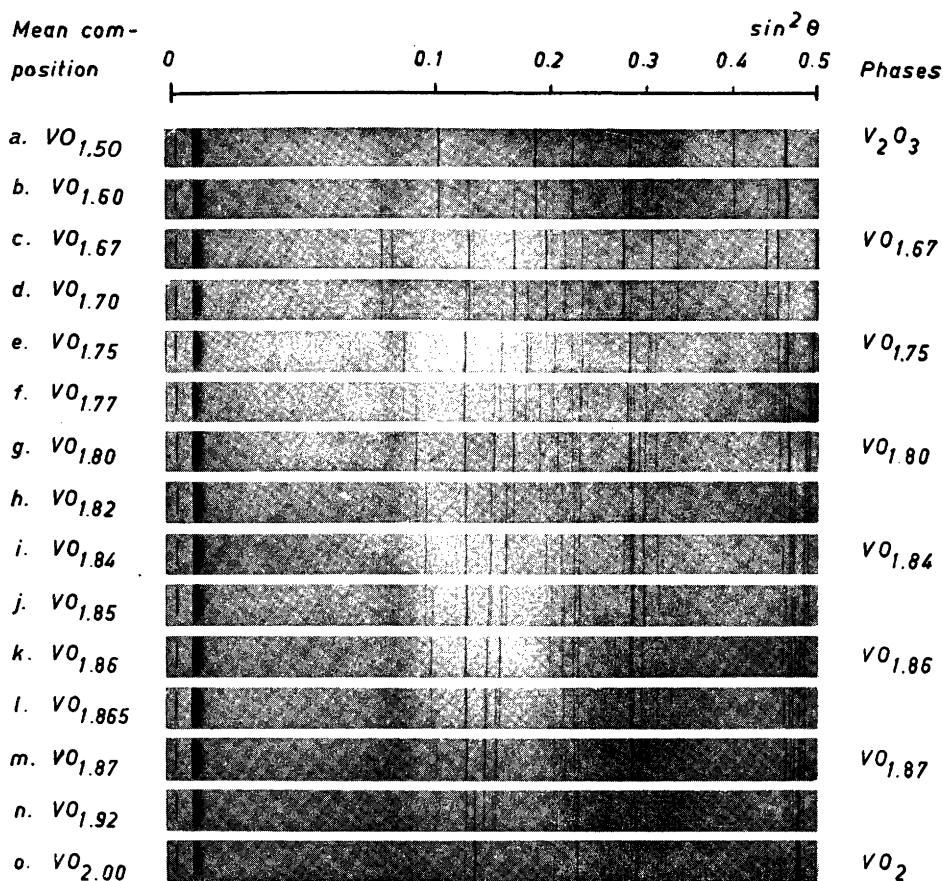 Mean com-
position
sin² θ
0 0.1 0.2 0.3 0.4 0.5
Phases
a. VO1.50 V2O3
b. VO1.60
c. VO1.67 VO1.67
d. VO1.70
e. VO1.75 VO1.75
f. VO1.77
g. VO1.80 VO1.80
h. VO1.82
i. VO1.84 VO1.84
j. VO1.85
k. VO1.86 VO1.86
l. VO1.865
m. VO1.87 VO1.87
n. VO1.92
o. VO2.00 VO2